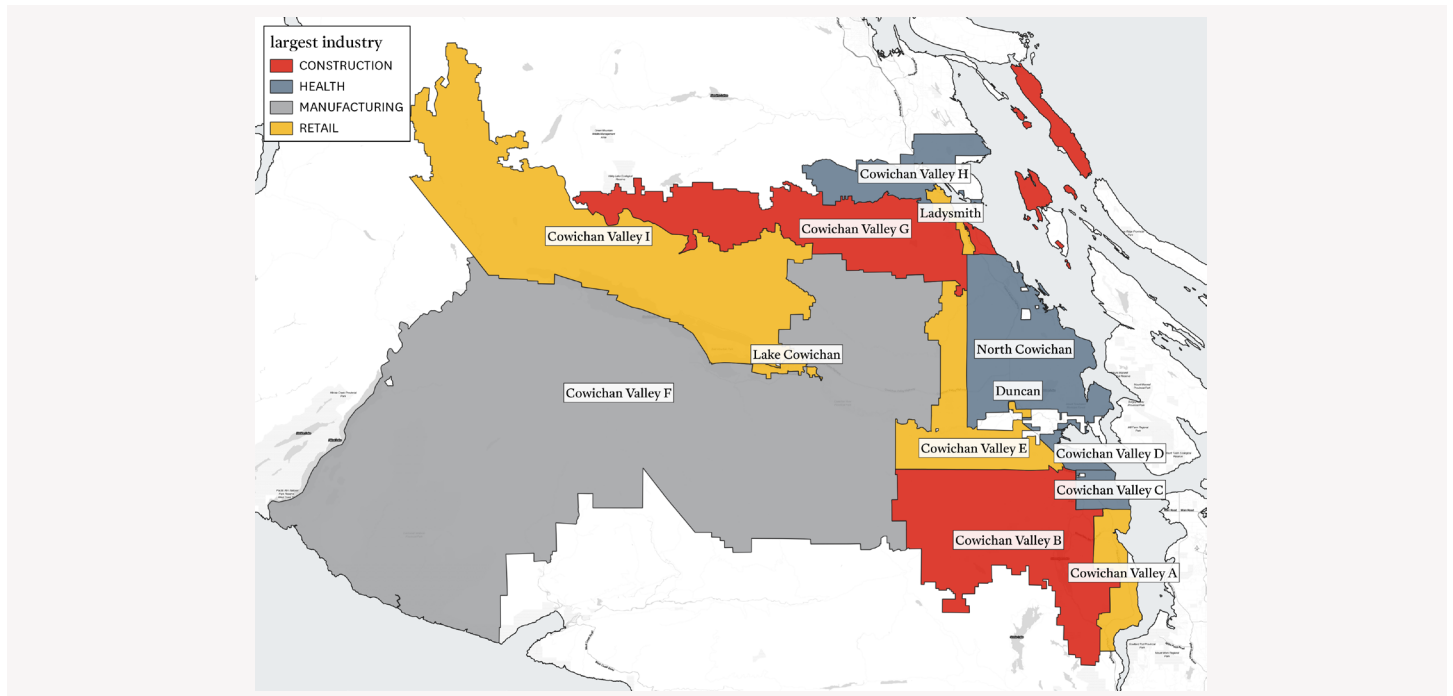 largest industry
CONSTRUCTION
HEALTH
MANUFACTURING
RETAIL
Cowichan Valley H
Ladysmith
Cowichan Valley G
Cowichan Valley I
North Cowichan
Lake Cowichan
Cowichan Valley F
Duncan
Cowichan Valley E
Cowichan Valley D
Cowichan Valley C
Cowichan Valley B
Cowichan Valley A